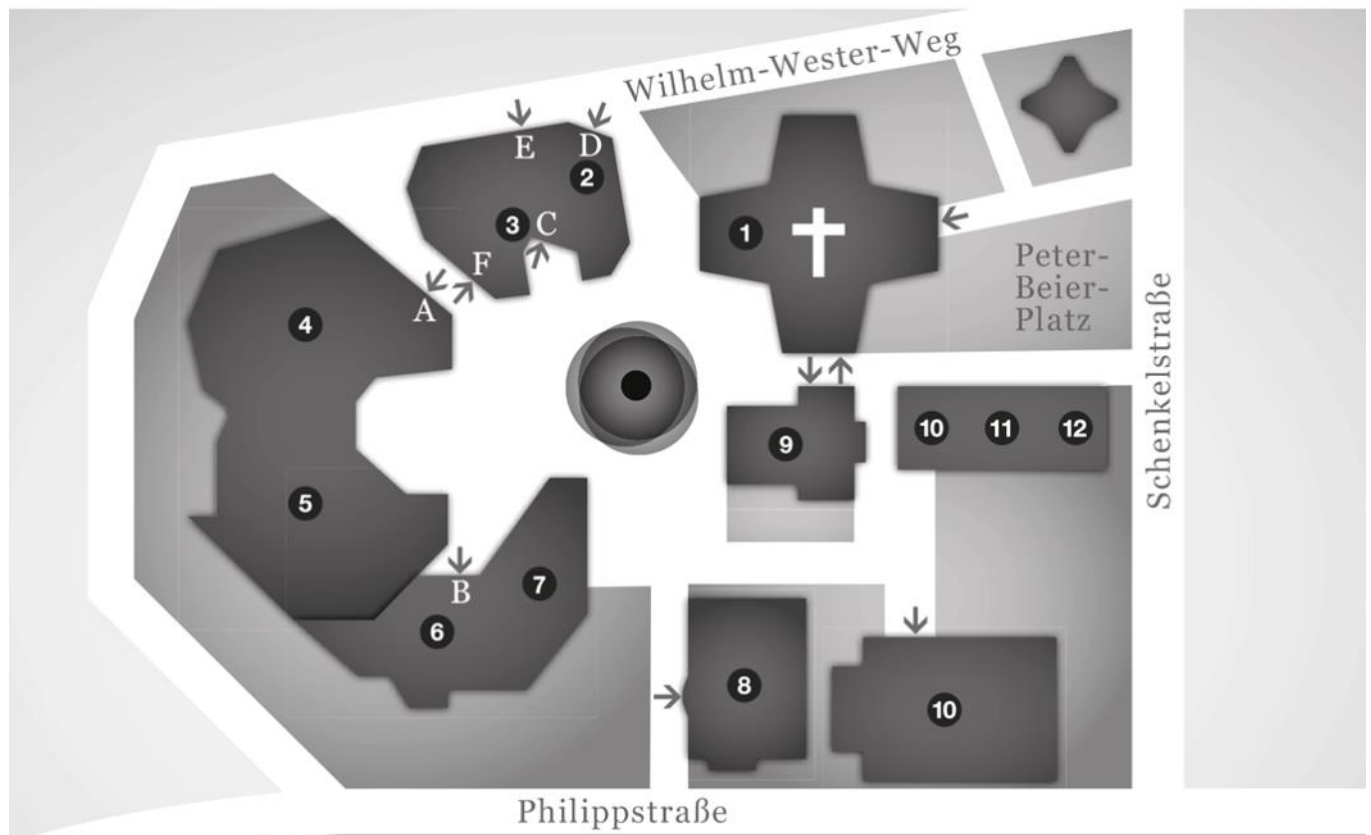 Wilhelm-Wester-Weg
E
D
2
3
C
1
F
A
Peter-
Beier-
Platz
4
Schenkelstraße
9
10
11
12
5
B
7
6
8
10
Philippstraße